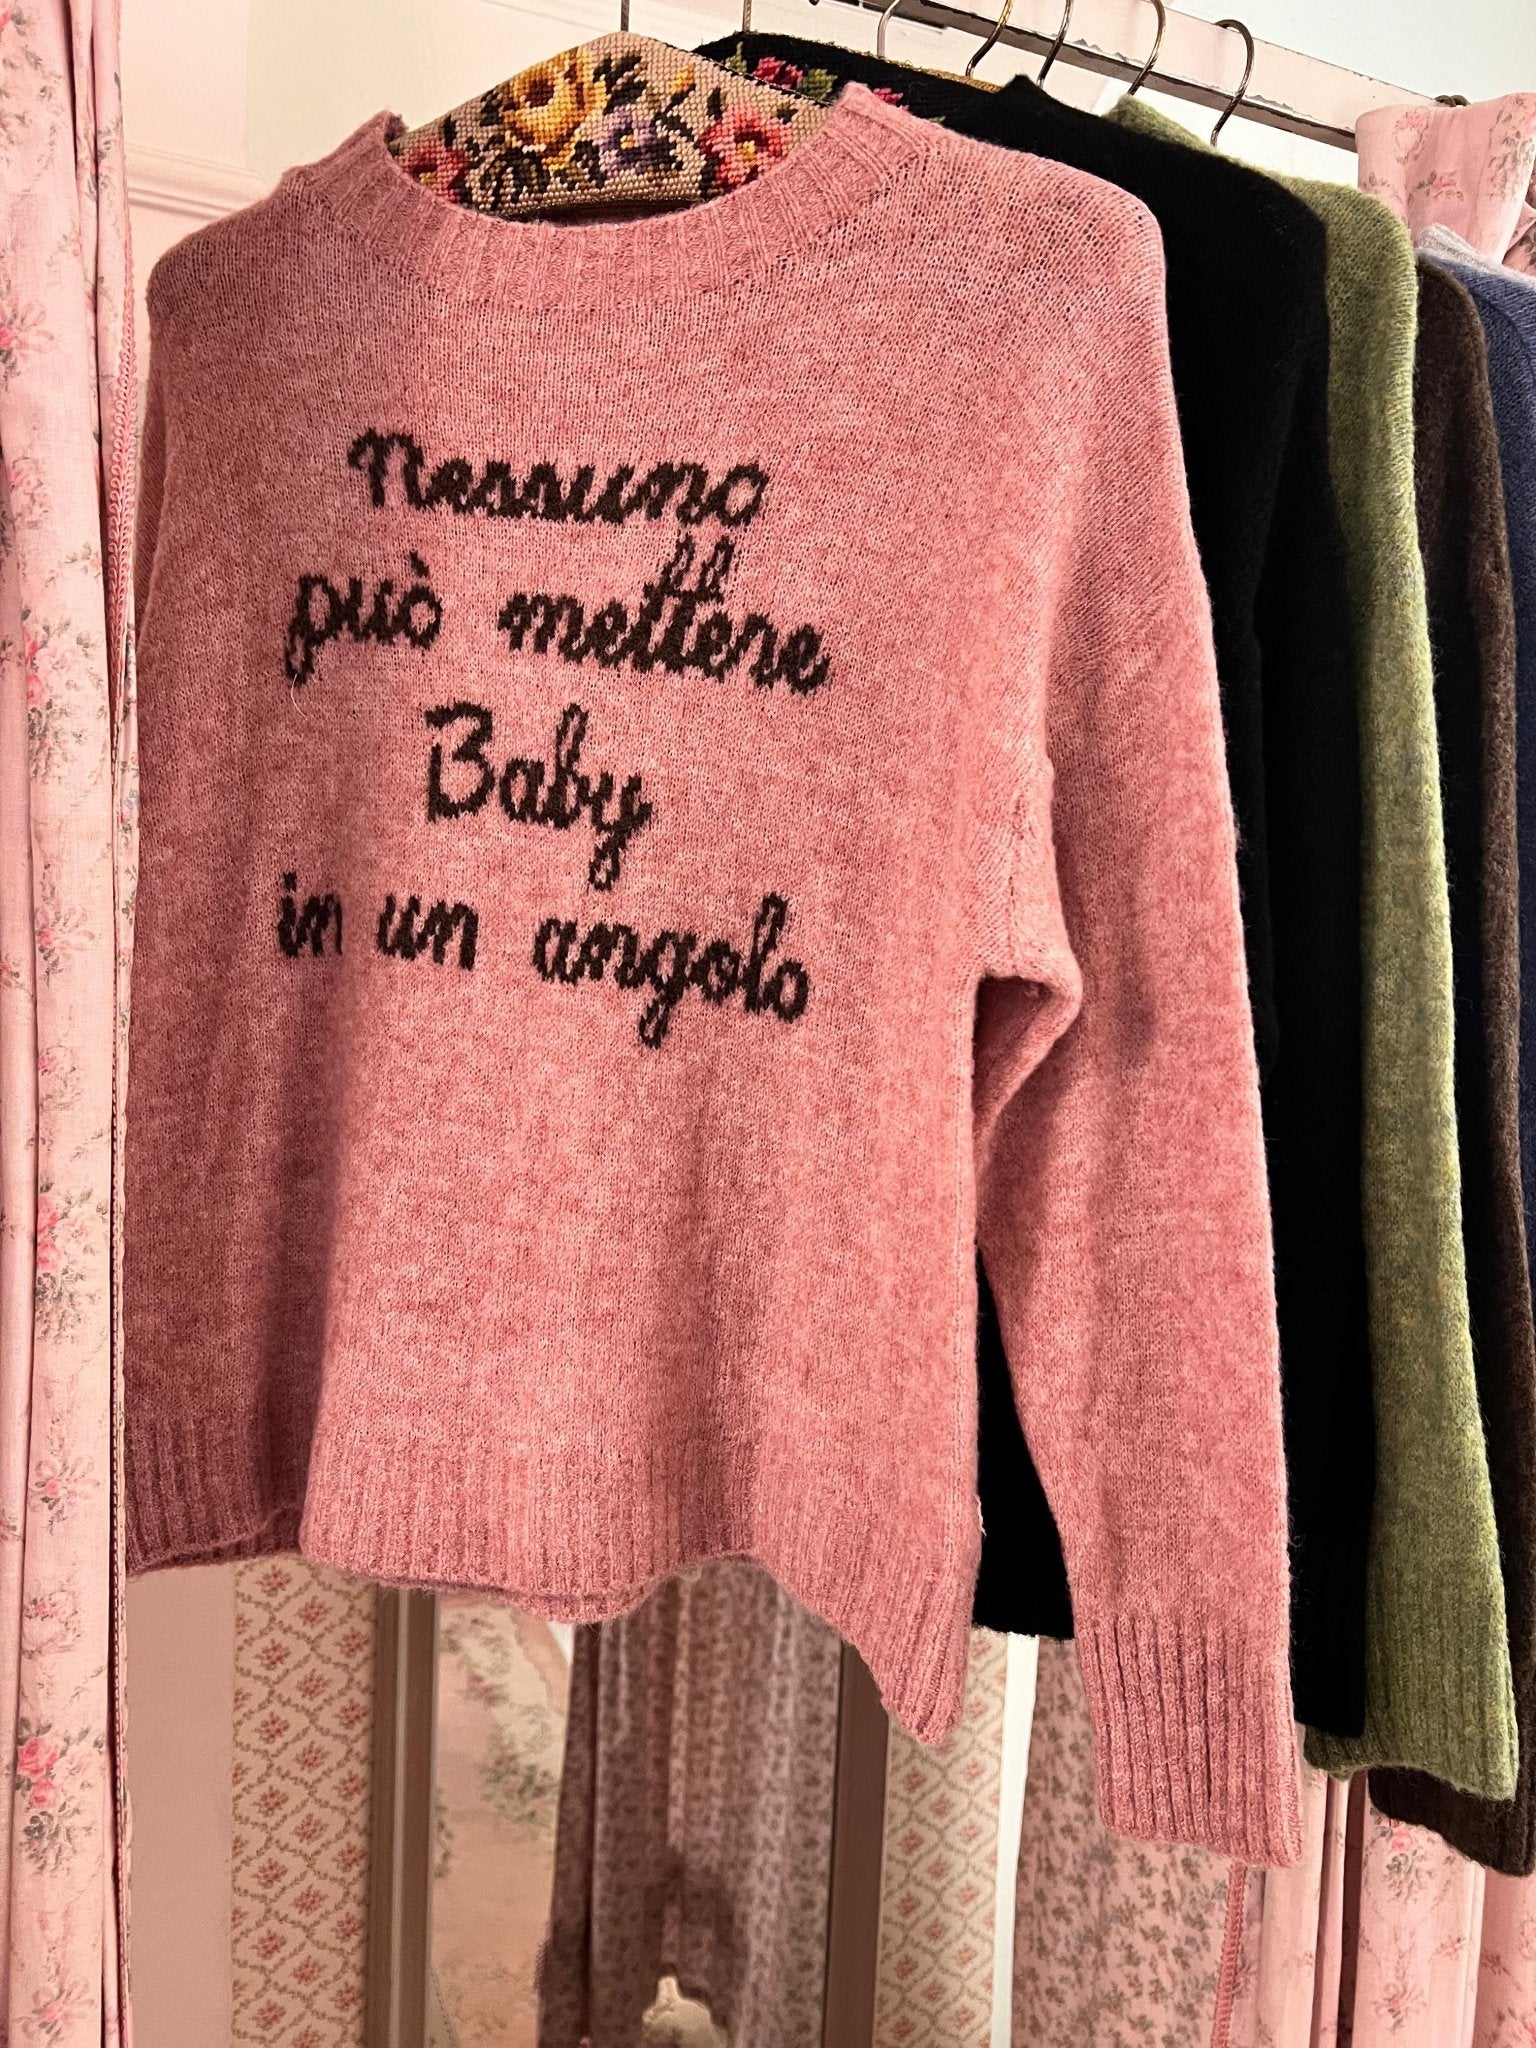 Nessuno
può mettere
Baby
in un angolo